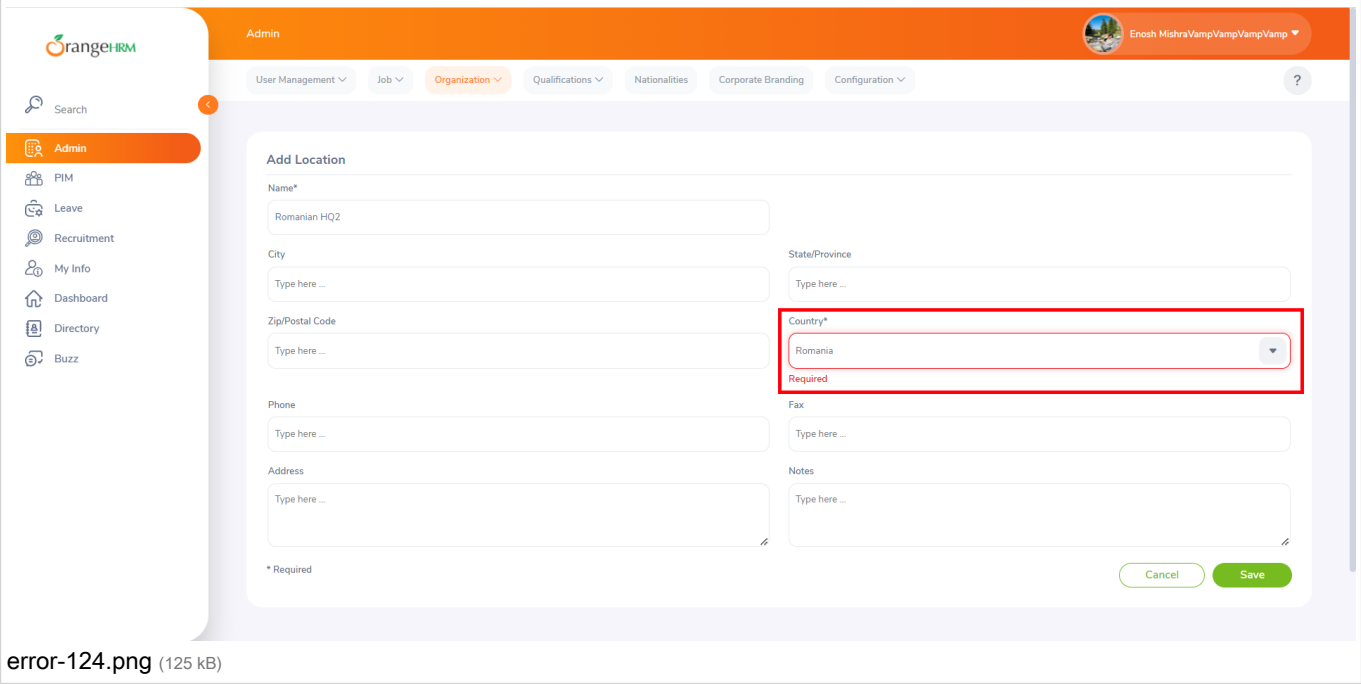 OrangeHRM
Admin
Enosh MishraVampVampVampVamp
User Management
Job
Organization
Qualifications
Nationalities
Corporate Branding
Configuration
?
Search
Admin
PIM
Leave
Recruitment
My Info
Dashboard
Directory
Buzz
Add Location
Name*
Romanian HQ2
City
State/Province
Type here ...
Type here ...
Zip/Postal Code
Country*
Type here ...
Romania
Required
Phone
Fax
Type here ...
Type here ...
Address
Notes
Type here ...
Type here ...
* Required
Cancel
Save
error-124.png (125 kB)